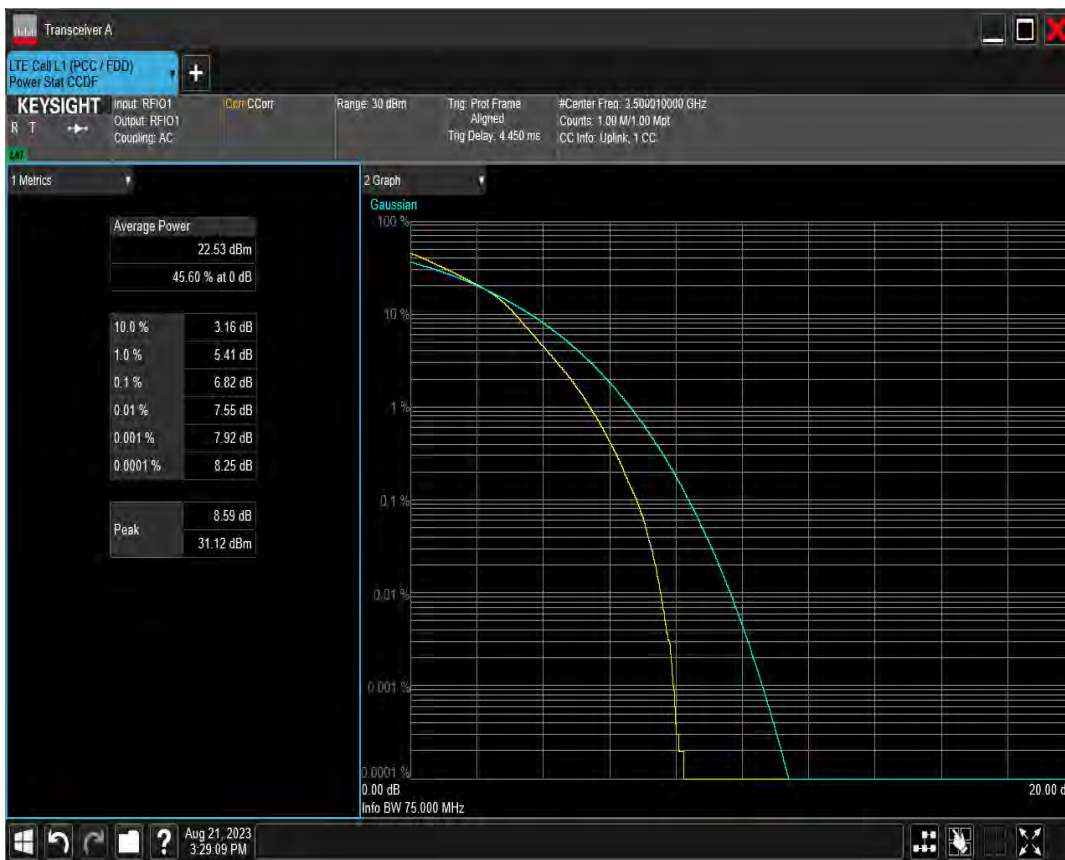 Transceiver A
LTE Cell L1 (PCC / FDD)
Power Stat CCDF
+
KEYSIGHT
R T
LXI
Input: RFIO1
Output: RFIO1
Coupling: AC
Corr CCorr
Range: 30 dBm
Trig: Prot Frame
Aligned
Trig Delay: 4.450 ms
#Center Freq: 3.500010000 GHz
Counts: 1.00 M/1.00 Mpt
CC Info: Uplink, 1 CC
1 Metrics
Average Power
22.53 dBm
45.60 % at 0 dB
10.0 % 3.16 dB
1.0 % 5.41 dB
0.1 % 6.82 dB
0.01 % 7.55 dB
0.001 % 7.92 dB
0.0001 % 8.25 dB
Peak 8.59 dB
31.12 dBm
2 Graph
Gaussian
100 %
10 %
1 %
0.1 %
0.01 %
0.001 %
0.0001 %
0.00 dB
20.00 d
Info BW 75.000 MHz
?
Aug 21, 2023
3:29:09 PM